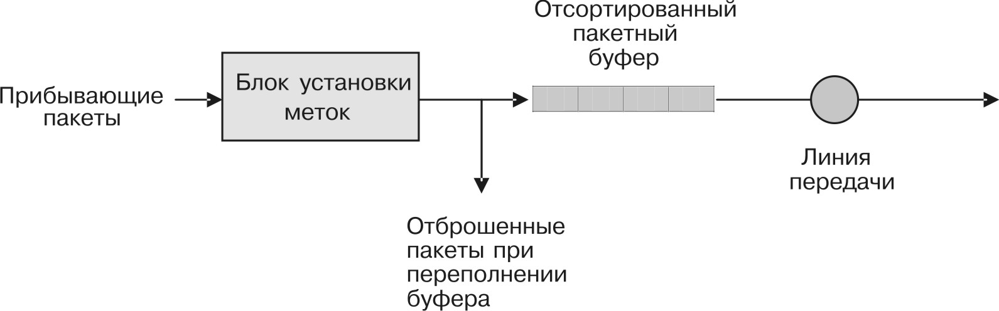 Отсортированный
пакетный
буфер
Прибывающие
пакеты
Блок установки
меток
Линия
передачи
Отброшенные
пакеты при
переполнении
буфера